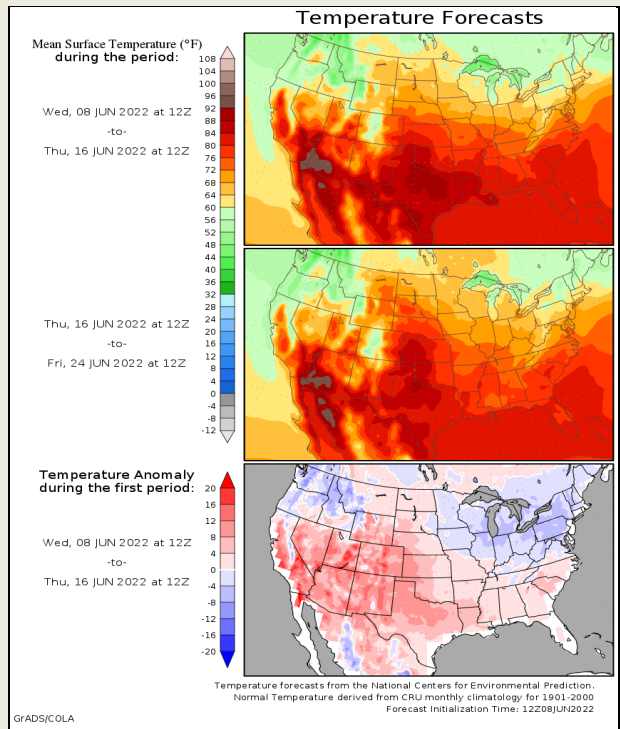 Temperature Forecasts
Mean Surface Temperature (°F)
during the period:
Wed, 08 JUN 2022 at 12Z
-to-
Thu, 16 JUN 2022 at 12Z
108
104
100
96
92
88
84
80
76
72
68
64
60
56
52
48
44
40
36
32
28
24
20
16
12
8
4
0
-4
-8
-12
Thu, 16 JUN 2022 at 12Z
-to-
Fri, 24 JUN 2022 at 12Z
Temperature Anomaly
during the first period:
Wed, 08 JUN 2022 at 12Z
-to-
Thu, 16 JUN 2022 at 12Z
20
16
12
8
4
0
-4
-8
-12
-16
-20
Temperature forecasts from the National Centers for Environmental Prediction.
Normal Temperature derived from CRU monthly climatology for 1901-2000
Forecast Initialization Time: 12Z08JUN2022
GrADS/COLA